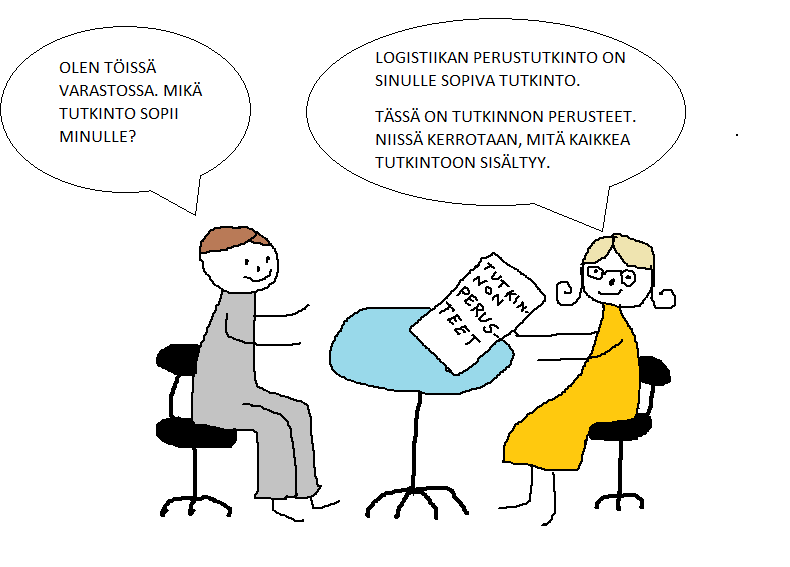 OLEN TÖISSÄ
VARASTOSSA. MIKÄ
TUTKINTO SOPII
MINULLE?
LOGISTIIKAN PERUSTUTKINTO ON
SINULLE SOPIVA TUTKINTO.
TÄSSÄ ON TUTKINNON PERUSTEET.
NIISSÄ KERROTAAN, MITÄ KAIKKEA
TUTKINTOON SISÄLTYY.
TUTKIN-
NON
PERUS-
TEET